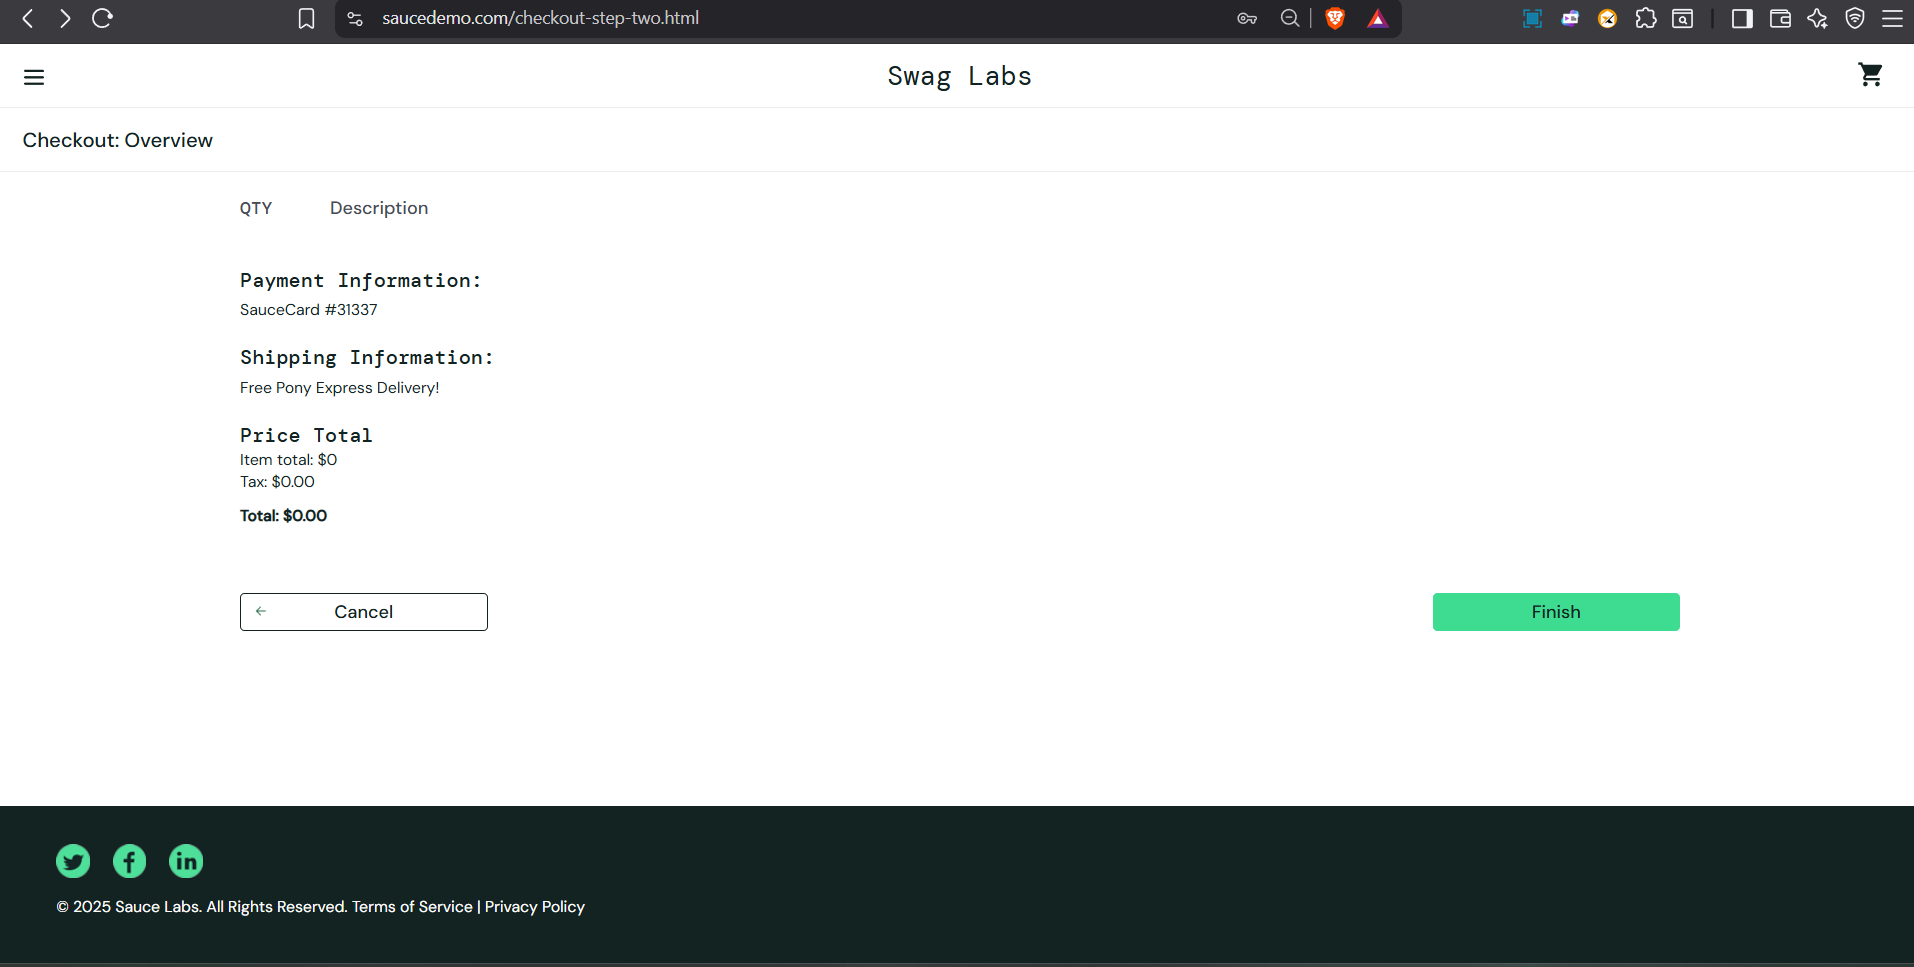 saucedemo.com/checkout-step-two.html
Swag Labs
Checkout: Overview
QTY Description
Payment Information:
SauceCard #31337
Shipping Information:
Free Pony Express Delivery!
Price Total
Item total: $0
Tax: $0.00
Total: $0.00
Cancel
Finish
© 2025 Sauce Labs. All Rights Reserved. Terms of Service | Privacy Policy